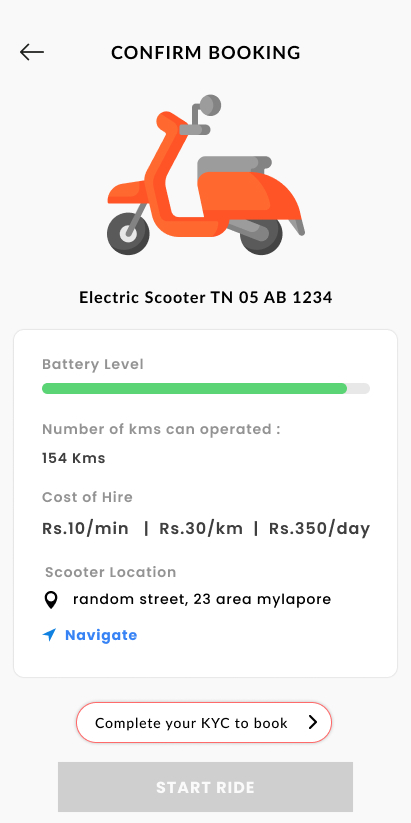 CONFIRM BOOKING
Electric Scooter TN 05 AB 1234
Battery Level
Number of kms can operated :
154 Kms
Cost of Hire
Rs.10/min | Rs.30/km | Rs.350/day
Scooter Location
random street, 23 area mylapore
Navigate
Complete your KYC to book
START RIDE